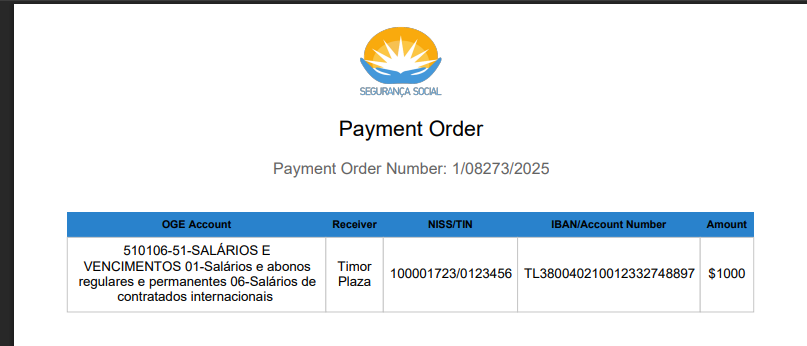 SEGURANÇA SOCIAL
Payment Order
Payment Order Number: 1/08273/2025
OGE Account Receiver NISS/TIN IBAN/Account Number Amount
510106-51-SALÁRIOS E
VENCIMENTOS 01-Salários e abonos
regulares e permanentes 06-Salários de
contratados internacionais
Timor
Plaza
100001723/0123456
TL380040210012332748897
$1000